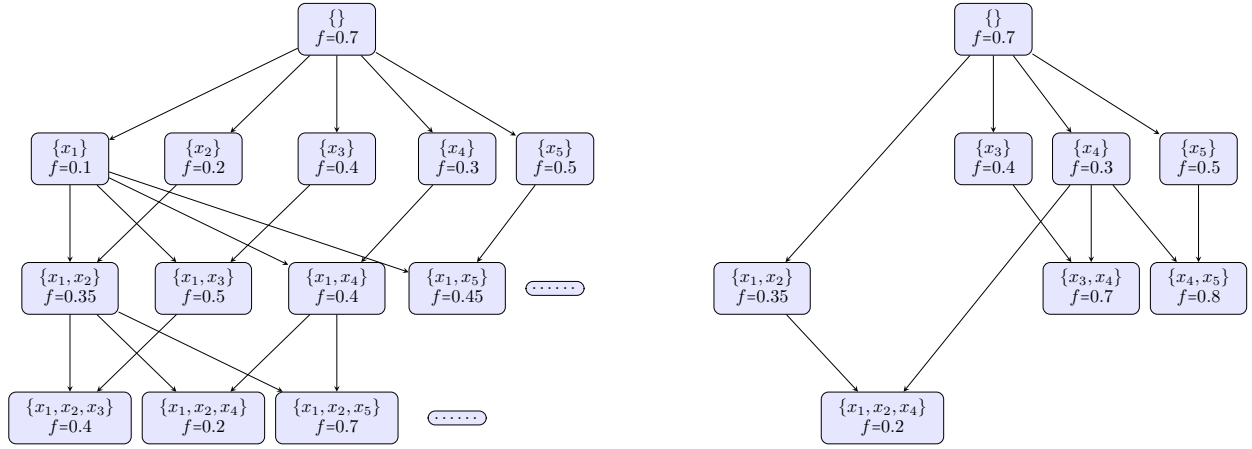 {}
f=0.7
{x₁}
f=0.1
{x₂}
f=0.2
{x₃}
f=0.4
{x₄}
f=0.3
{x₅}
f=0.5
{x₁, x₂}
f=0.35
{x₁, x₃}
f=0.5
{x₁, x₄}
f=0.4
{x₁, x₅}
f=0.45
......
{x₁, x₂, x₃}
f=0.4
{x₁, x₂, x₄}
f=0.2
{x₁, x₂, x₅}
f=0.7
......
{}
f=0.7
{x₃}
f=0.4
{x₄}
f=0.3
{x₅}
f=0.5
{x₁, x₂}
f=0.35
{x₃, x₄}
f=0.7
{x₄, x₅}
f=0.8
{x₁, x₂, x₄}
f=0.2